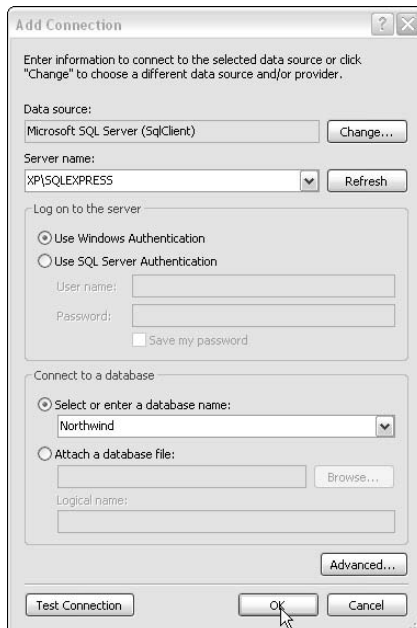 Add Connection
Enter information to connect to the selected data source or click
"Change" to choose a different data source and/or provider.
Data source:
Microsoft SQL Server (SqlClient)
Change...
Server name:
XP\SQLEXPRESS
Refresh
Log on to the server
Use Windows Authentication
Use SQL Server Authentication
User name:
Password:
Save my password
Connect to a database
Select or enter a database name:
Northwind
Attach a database file:
Browse...
Logical name:
Advanced...
Test Connection
OK
Cancel